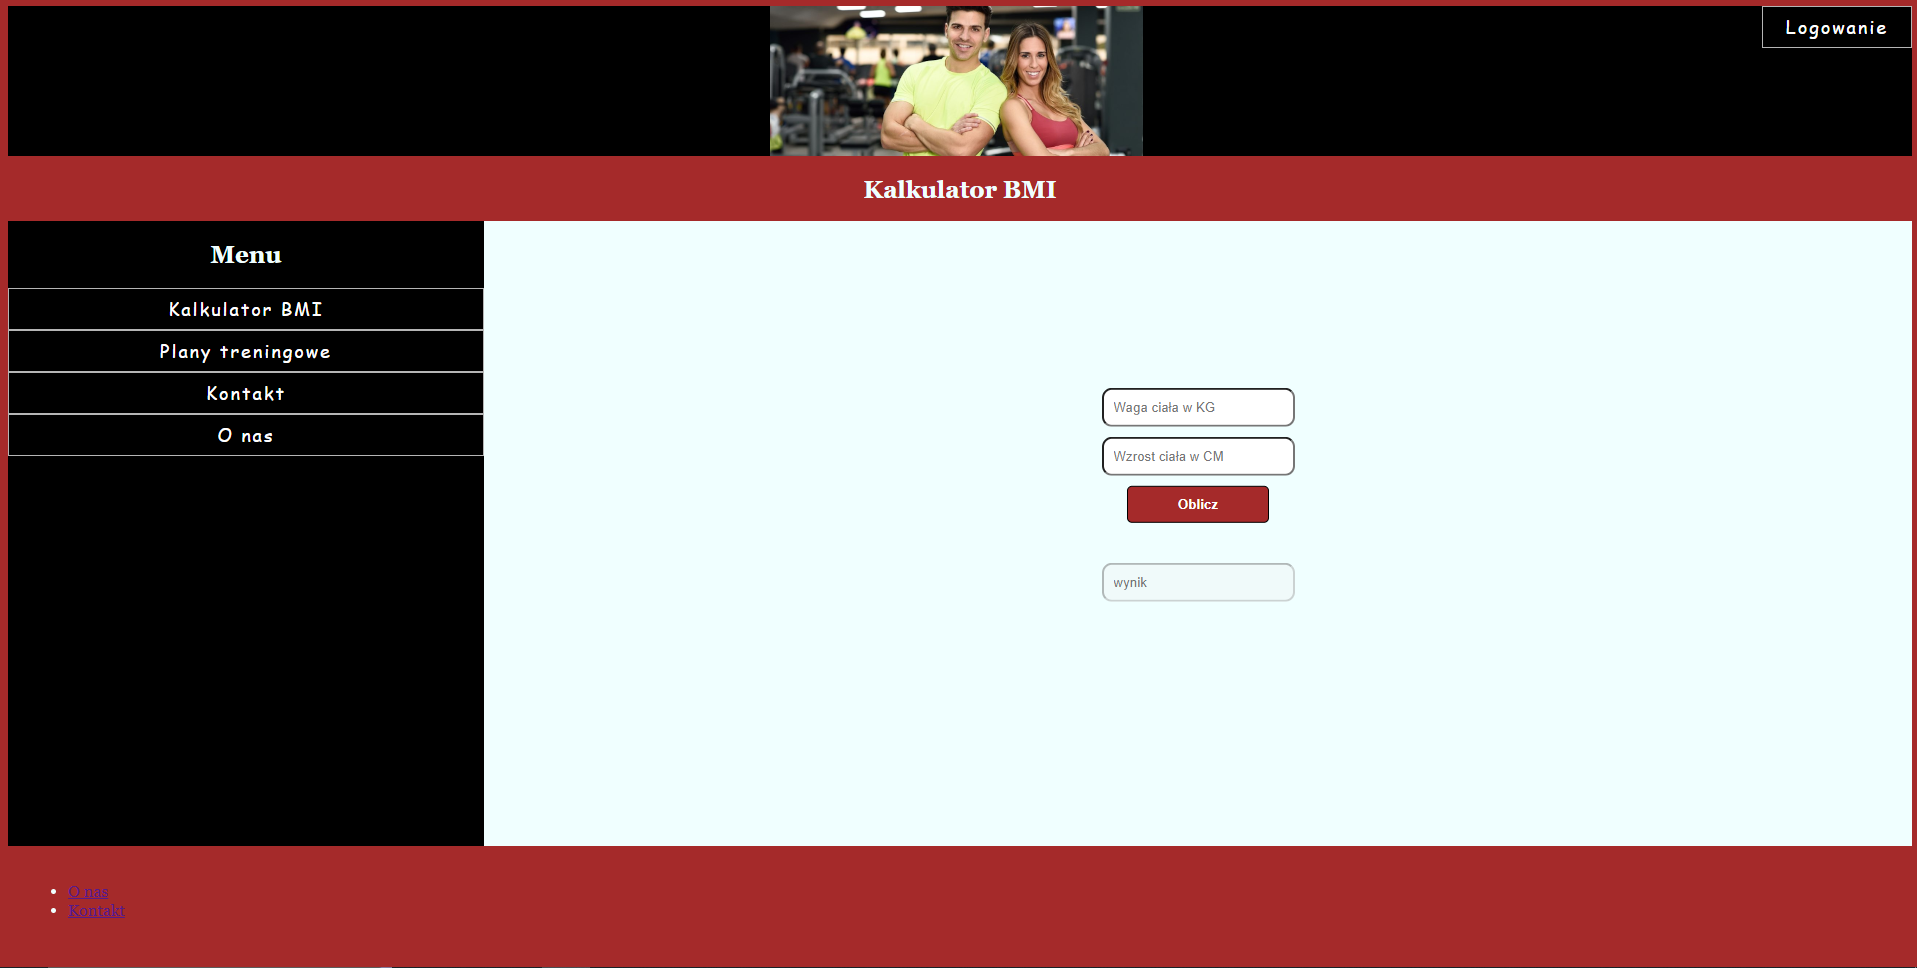 Logowanie
Kalkulator BMI
Menu
Kalkulator BMI
Plany treningowe
Kontakt
O nas
Waga ciała w KG
Wzrost ciała w CM
Oblicz
wynik
O nas
Kontakt